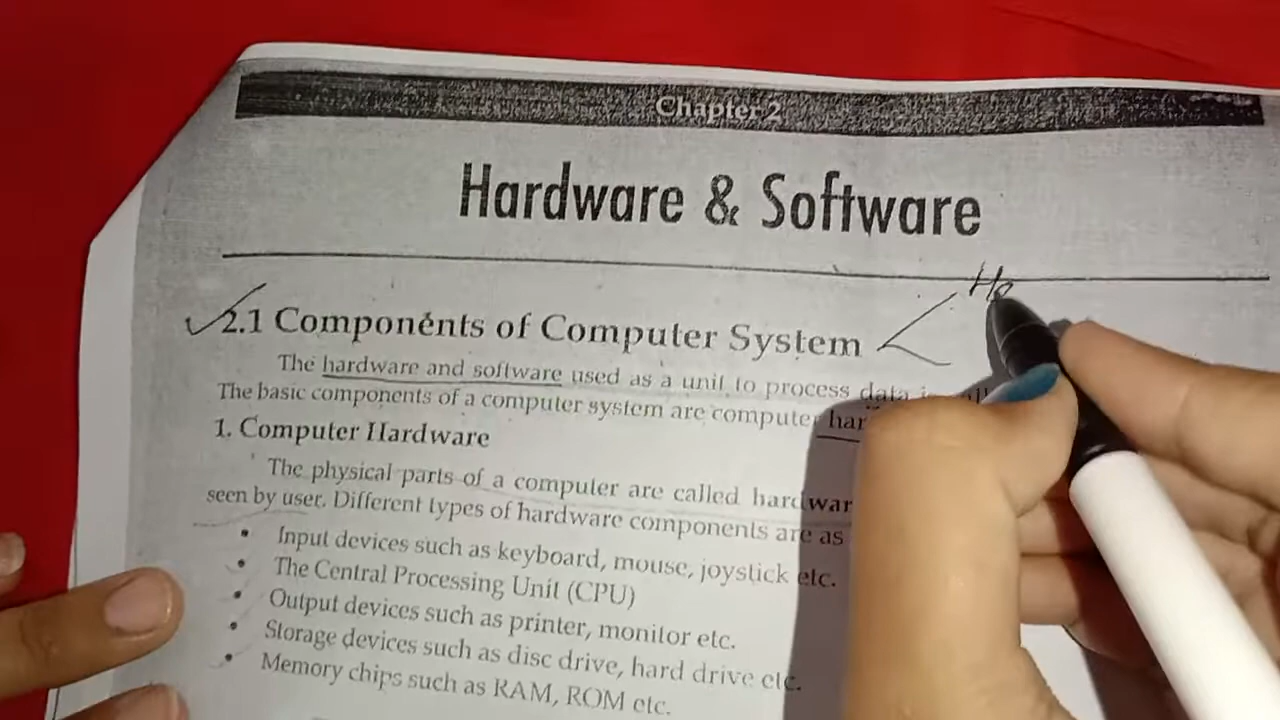 Chapter 2
Hardware & Software
2.1 Components of Computer System
The hardware and software used as a unit to process data
The basic components of a computer system are computer
1. Computer Hardware
The physical parts of a computer are called
seen by user. Different types of hardware components are as
• Input devices such as keyboard, mouse, joystick etc.
• The Central Processing Unit (CPU)
• Output devices such as printer, monitor etc.
• Storage devices such as disc drive, hard drive etc.
• Memory chips such as RAM, ROM etc.